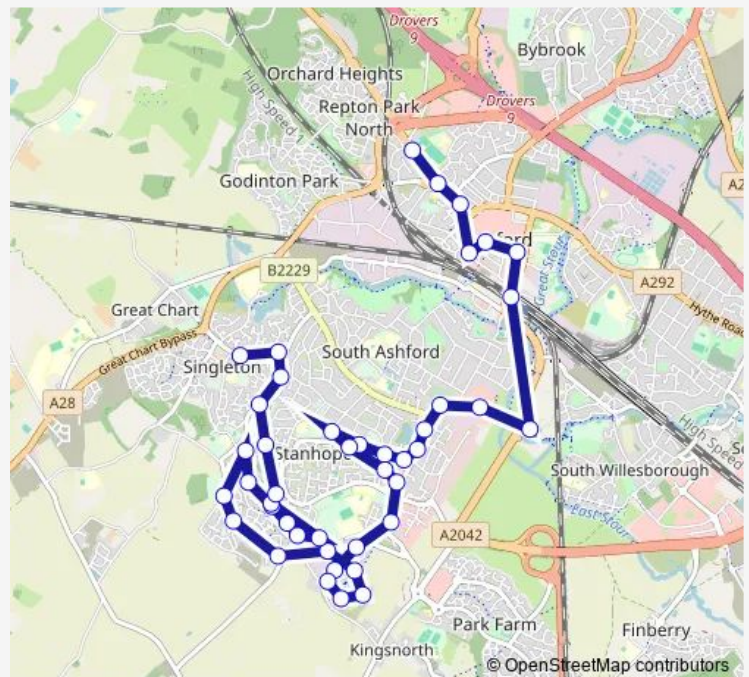 Drovers
9
Bybrook
Orchard Heights
High Speed 1
Repton Park
North
Drovers
9
Godinton Park
ford
Great Stour
B2229
A292
Great Chart
Hythe Road
Great Chart Bypass
South Ashford
Singleton
A28
High Speed
Stanhope
South Willesborough
East Stour
A2042
Park Farm
Finberry
Kingsnorth
© OpenStreetMap contributors